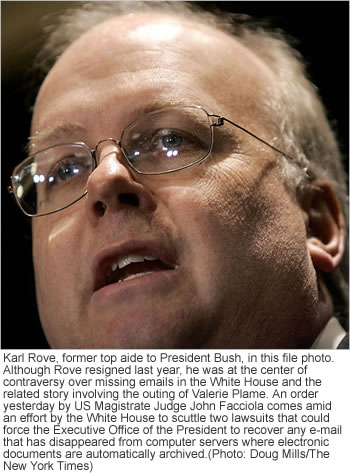 Karl Rove, former top aide to President Bush, in this file photo.
Although Rove resigned last year, he was at the center of
contraversy over missing emails in the White House and the
related story involving the outing of Valerie Plame. An order
yesterday by US Magistrate Judge John Facciola comes amid
an effort by the White House to scuttle two lawsuits that could
force the Executive Office of the President to recover any e-mail
that has disappeared from computer servers where electronic
documents are automatically archived.(Photo: Doug Mills/The
New York Times)